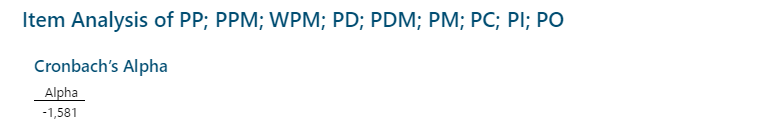 Item Analysis of PP; PPM; WPM; PD; PDM; PM; PC; PI; PO
Cronbach's Alpha
Alpha
-1,581